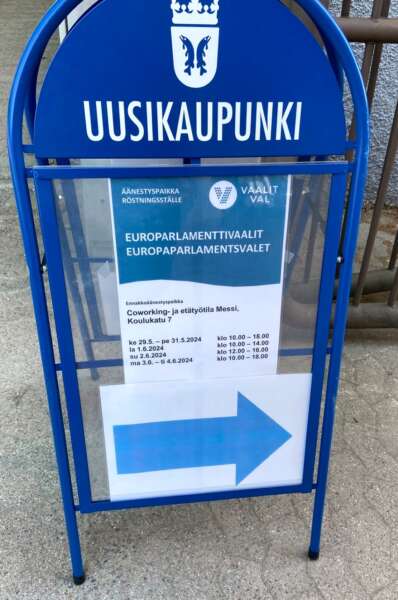 UUSIKAUPUNKI
ÄÄNESTYSPAIKKA
RÖSTNINGSSTÄLLE
VAALIT
VAL
EUROPARLAMENTTIVAALIT
EUROPAPARLAMENTSVALET
Ennakkoäänestyspaikka
Coworking- ja etätyötila Messi,
Koulukatu 7
ke 29.5. – pe 31.5.2024 klo 10.00 – 18.00
la 1.6.2024 klo 10.00 – 14.00
su 2.6.2024 klo 12.00 – 16.00
ma 3.6. – ti 4.6.2024 klo 10.00 – 18.00